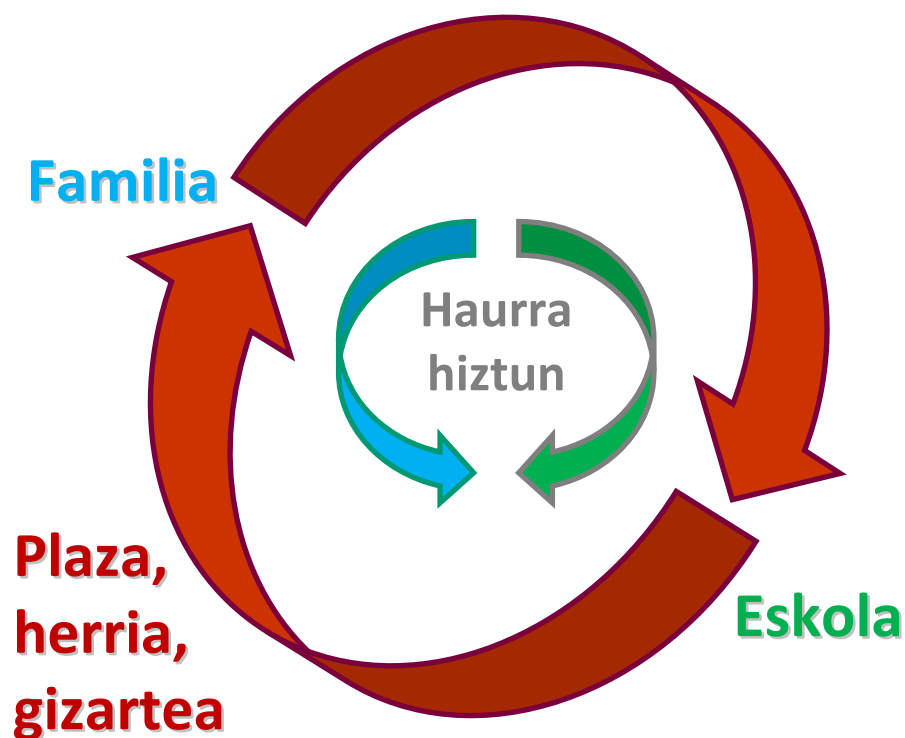 Familia
Haurra
hiztun
Plaza,
herria,
gizartea
Eskola